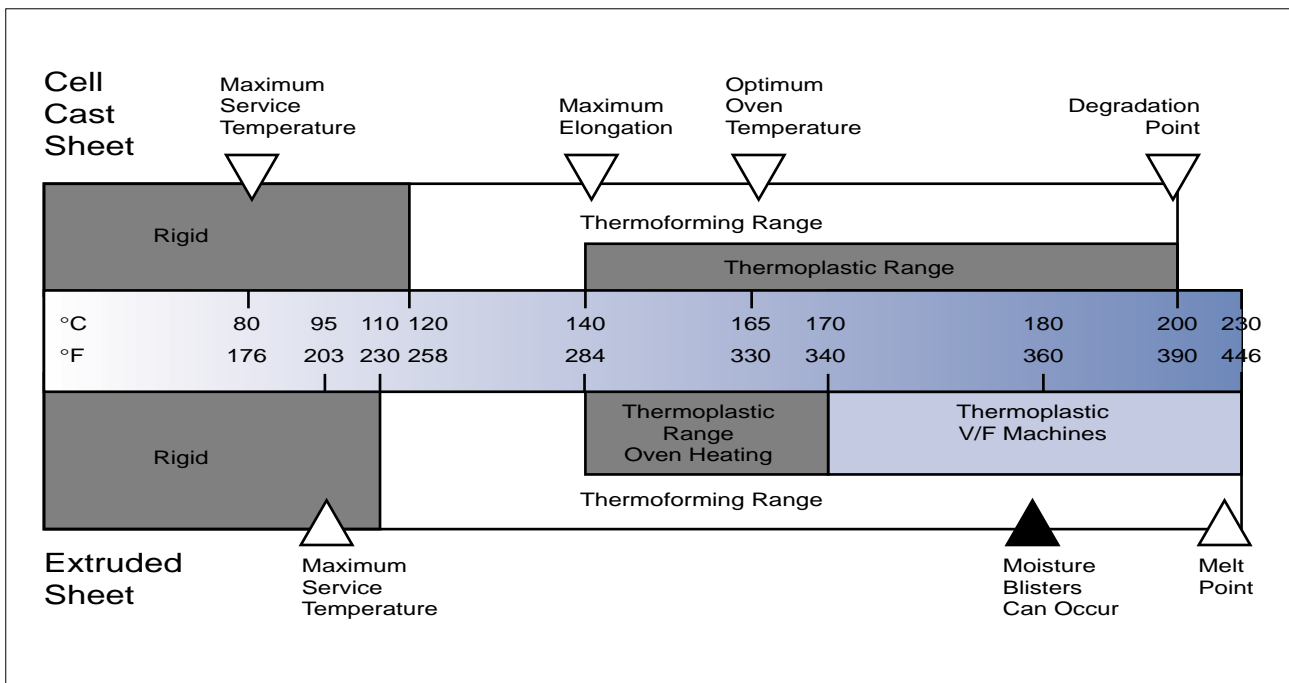 Cell
Cast
Sheet
Maximum
Service
Temperature
Maximum
Elongation
Optimum
Oven
Temperature
Degradation
Point
Rigid
Thermoforming Range
Thermoplastic Range
°C 80 95 110 120 140 165 170 180 200 230
°F 176 203 230 258 284 330 340 360 390 446
Rigid
Thermoplastic
Range
Oven Heating
Thermoplastic
V/F Machines
Thermoforming Range
Extruded
Sheet
Maximum
Service
Temperature
Moisture
Blisters
Can Occur
Melt
Point